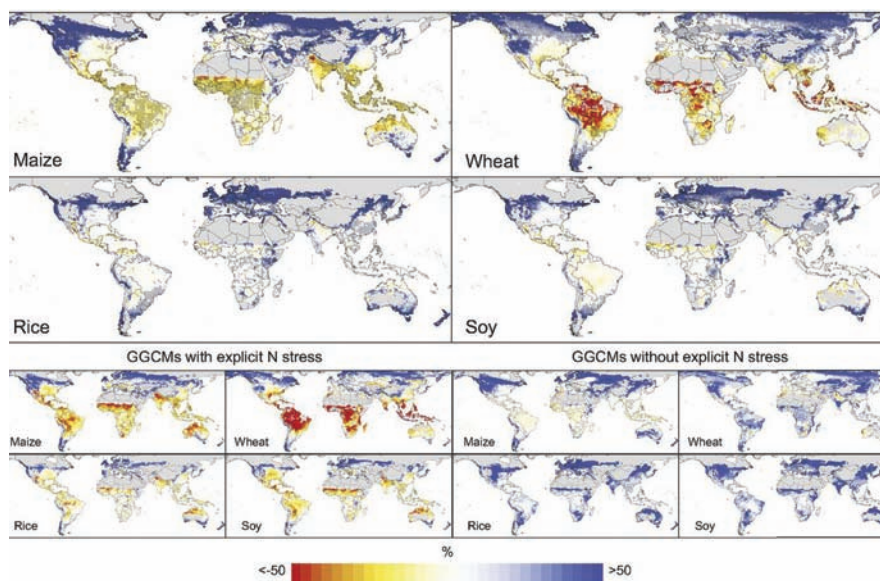 Maize Wheat
Rice Soy
GGCMs with explicit N stress GGCMs without explicit N stress
Maize Wheat Maize Wheat
Rice Soy Rice Soy
%
<-50 >50